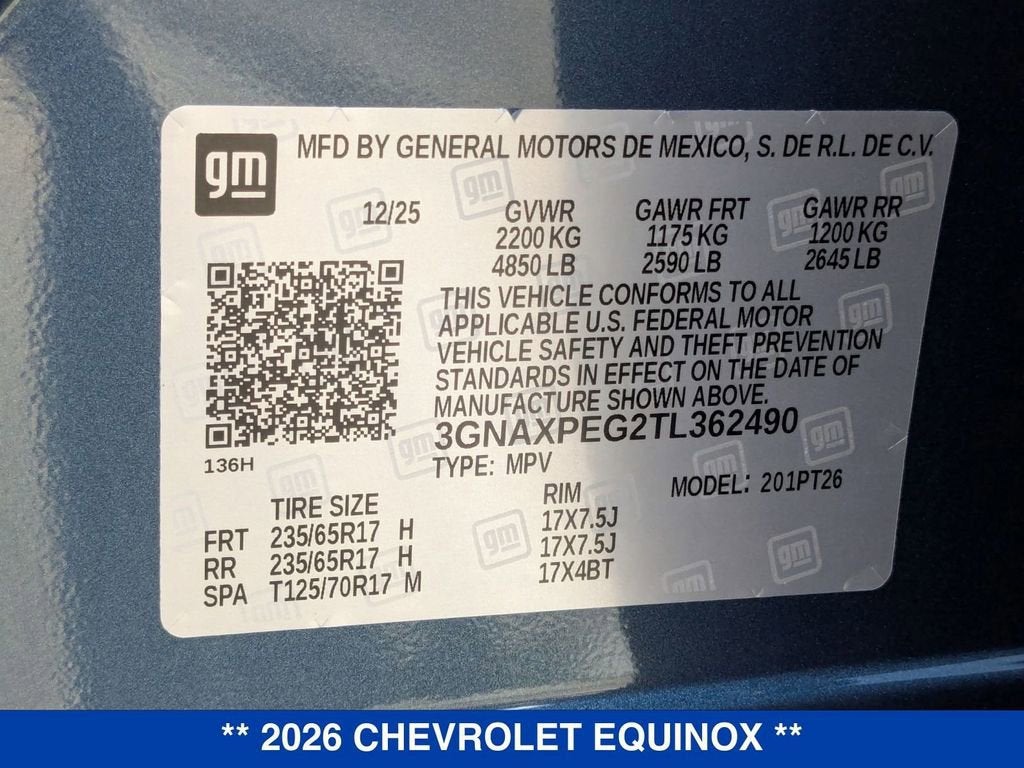 gm MFD BY GENERAL MOTORS DE MEXICO, S. DE R.L. DE C.V.
12/25 GVWR GAWR FRT GAWR RR
2200 KG 1175 KG 1200 KG
4850 LB 2590 LB 2645 LB
THIS VEHICLE CONFORMS TO ALL
APPLICABLE U.S. FEDERAL MOTOR
VEHICLE SAFETY AND THEFT PREVENTION
STANDARDS IN EFFECT ON THE DATE OF
MANUFACTURE SHOWN ABOVE.
3GNAXPEG2TL362490
136H
TYPE: MPV MODEL: 201PT26
TIRE SIZE RIM
FRT 235/65R17 H 17X7.5J
RR 235/65R17 H 17X7.5J
SPA T125/70R17 M 17X4BT
** 2026 CHEVROLET EQUINOX **